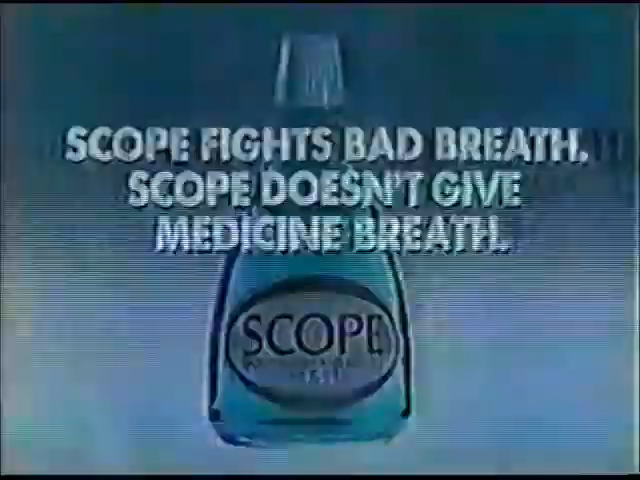 SCOPE FIGHTS BAD BREATH.
SCOPE DOESN'T GIVE
MEDICINE BREATH.
SCOPE